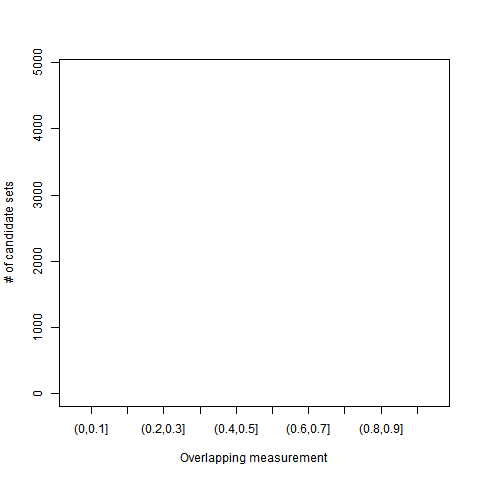 5000
4000
3000
2000
1000
0
# of candidate sets
(0,0.1] (0.2,0.3] (0.4,0.5] (0.6,0.7] (0.8,0.9]
Overlapping measurement